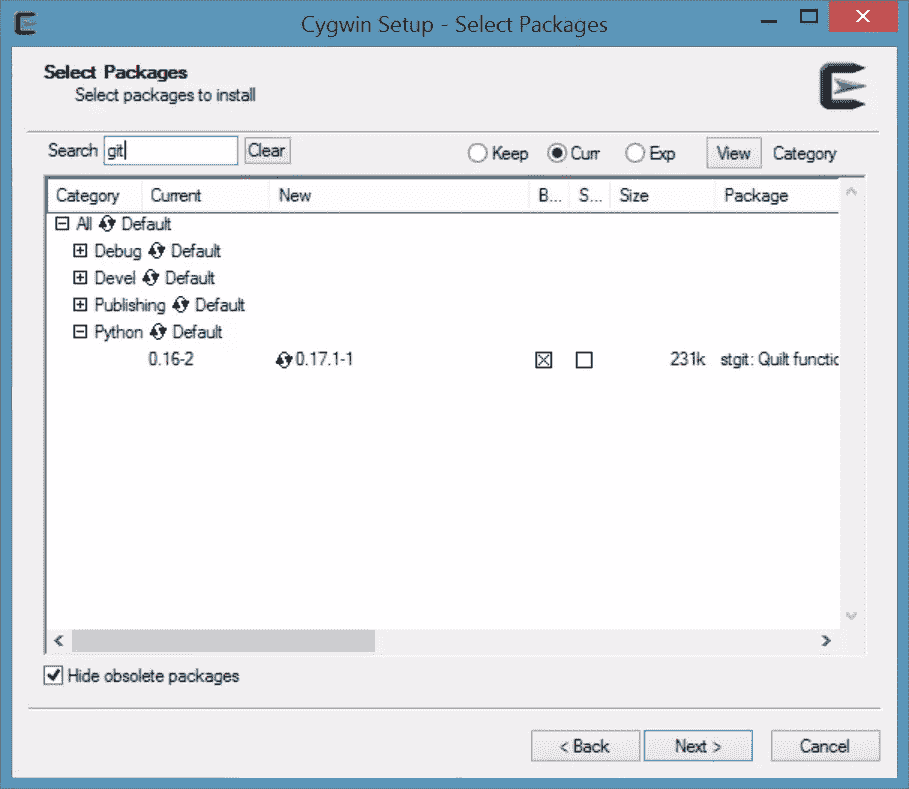 Cygwin Setup - Select Packages
Select Packages
Select packages to install
Search git Clear Keep Curr Exp View Category
Category Current New B... S... Size Package
All Default
Debug Default
Devel Default
Publishing Default
Python Default
0.16-2 0.17.1-1 231k stgit: Quilt functic
Hide obsolete packages
< Back Next > Cancel